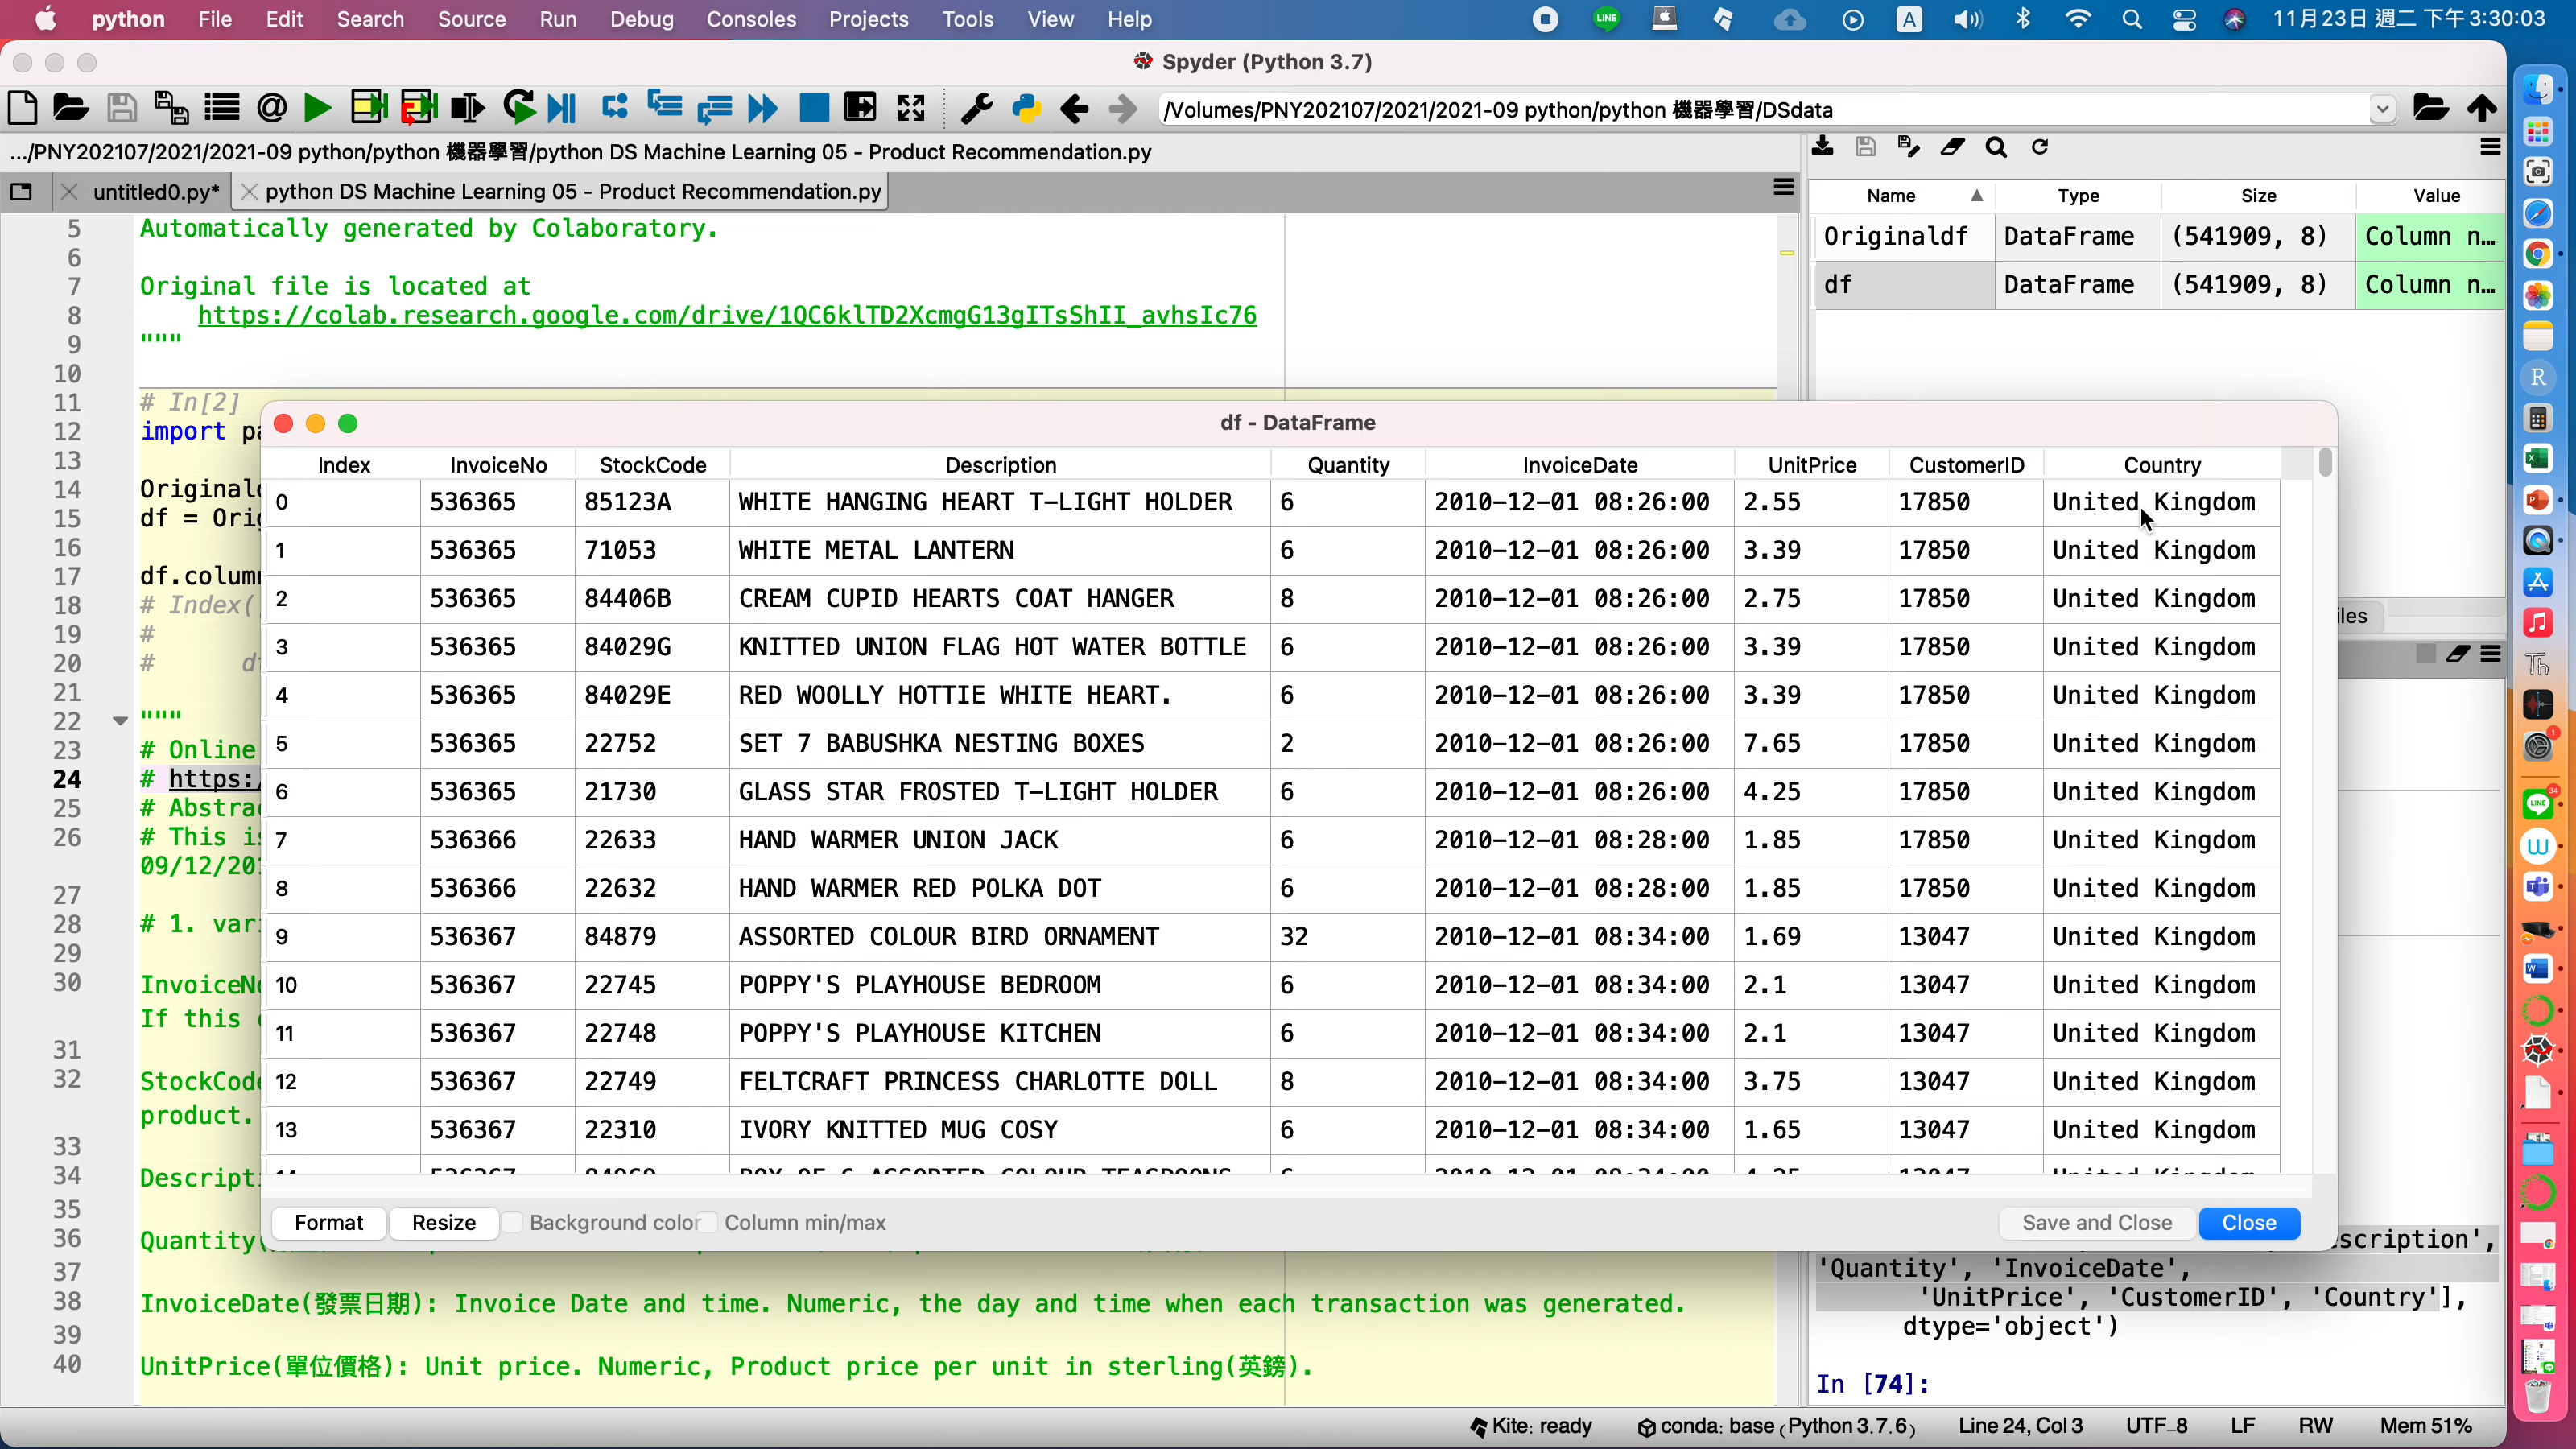 python File Edit Search Source Run Debug Consoles Projects Tools View Help
LINE
A
11月23日 週二 下午3:30:03
Spyder (Python 3.7)
/Volumes/PNY202107/2021/2021-09 python/python 機器學習/DSdata
.../PNY202107/2021/2021-09 python/python 機器學習/python DS Machine Learning 05 - Product Recommendation.py
untitled0.py*
python DS Machine Learning 05 - Product Recommendation.py
Name Type Size Value
Originaldf DataFrame (541909, 8) Column n...
df DataFrame (541909, 8) Column n...
5 Automatically generated by Colaboratory.
6
7 Original file is located at
8 https://colab.research.google.com/drive/1QC6klTD2XcmgG13gITsShII_avhsIc76
9 """
10
11 # In[2]
12 import
13
14
15 df =
16
17
18 # Index(
19 #
20 #
21
22 """
23 # Online
24 # https:/
25
26 # This
27
28 # 1.
29
30
If this
31
32
product.
33
34
35
36
37
38 InvoiceDate(發票日期): Invoice Date and time. Numeric, the day and time when each transaction was generated.
39
40 UnitPrice(單位價格): Unit price. Numeric, Product price per unit in sterling(英鎊).
df - DataFrame
Index InvoiceNo StockCode Description Quantity InvoiceDate UnitPrice CustomerID Country
0 536365 85123A WHITE HANGING HEART T-LIGHT HOLDER 6 2010-12-01 08:26:00 2.55 17850 United Kingdom
1 536365 71053 WHITE METAL LANTERN 6 2010-12-01 08:26:00 3.39 17850 United Kingdom
2 536365 84406B CREAM CUPID HEARTS COAT HANGER 8 2010-12-01 08:26:00 2.75 17850 United Kingdom
3 536365 84029G KNITTED UNION FLAG HOT WATER BOTTLE 6 2010-12-01 08:26:00 3.39 17850 United Kingdom
4 536365 84029E RED WOOLLY HOTTIE WHITE HEART. 6 2010-12-01 08:26:00 3.39 17850 United Kingdom
5 536365 22752 SET 7 BABUSHKA NESTING BOXES 2 2010-12-01 08:26:00 7.65 17850 United Kingdom
6 536365 21730 GLASS STAR FROSTED T-LIGHT HOLDER 6 2010-12-01 08:26:00 4.25 17850 United Kingdom
7 536366 22633 HAND WARMER UNION JACK 6 2010-12-01 08:28:00 1.85 17850 United Kingdom
8 536366 22632 HAND WARMER RED POLKA DOT 6 2010-12-01 08:28:00 1.85 17850 United Kingdom
9 536367 84879 ASSORTED COLOUR BIRD ORNAMENT 32 2010-12-01 08:34:00 1.69 13047 United Kingdom
10 536367 22745 POPPY'S PLAYHOUSE BEDROOM 6 2010-12-01 08:34:00 2.1 13047 United Kingdom
11 536367 22748 POPPY'S PLAYHOUSE KITCHEN 6 2010-12-01 08:34:00 2.1 13047 United Kingdom
12 536367 22749 FELTCRAFT PRINCESS CHARLOTTE DOLL 8 2010-12-01 08:34:00 3.75 13047 United Kingdom
13 536367 22310 IVORY KNITTED MUG COSY 6 2010-12-01 08:34:00 1.65 13047 United Kingdom
Format Resize Background color Column min/max Save and Close Close
iles
scription',
'Quantity', 'InvoiceDate',
'UnitPrice', 'CustomerID', 'Country'],
dtype='object')
In [74]:
Kite: ready conda: base (Python 3.7.6) Line 24, Col 3 UTF-8 LF RW Mem 51%